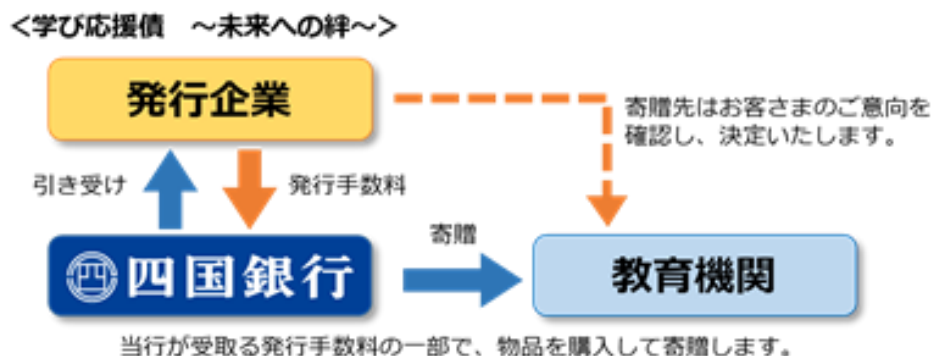 <学び応援債　～未来への絆～>
発行企業
寄贈先はお客さまのご意向を
確認し、決定いたします。
引き受け
発行手数料
四国銀行
寄贈
教育機関
当行が受取る発行手数料の一部で、物品を購入して寄贈します。